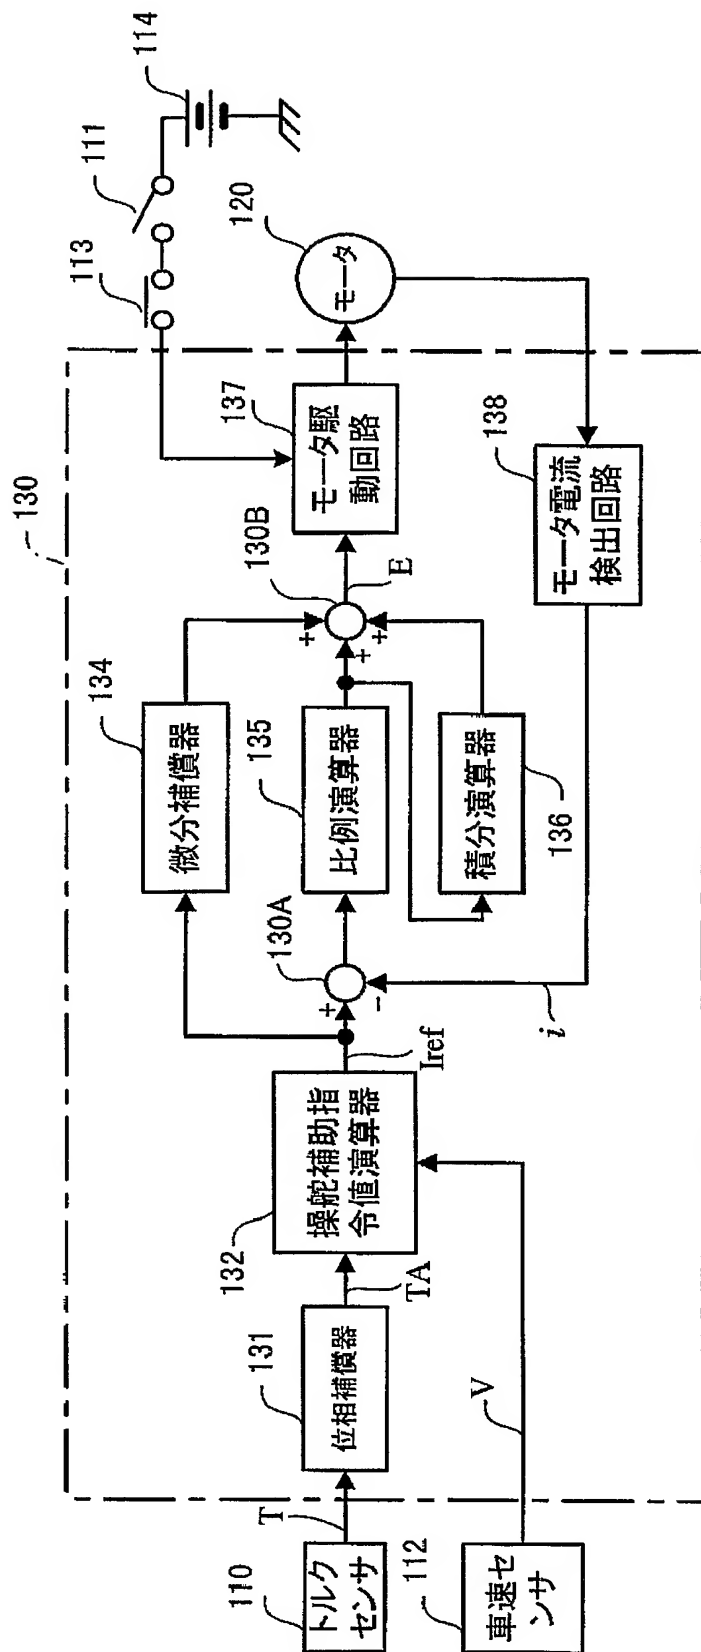 130
114
111
113
120
モータ
137
モータ駆
動回路
138
モータ電流
検出回路
130B
E
+
+
+
134
微分補償器
135
比例演算器
136
積分演算器
130A
+
-
i
Iref
132
操舵補助指
令値演算器
TA
131
位相補償器
T
V
110
トルク
センサ
112
車速セ
ンサ